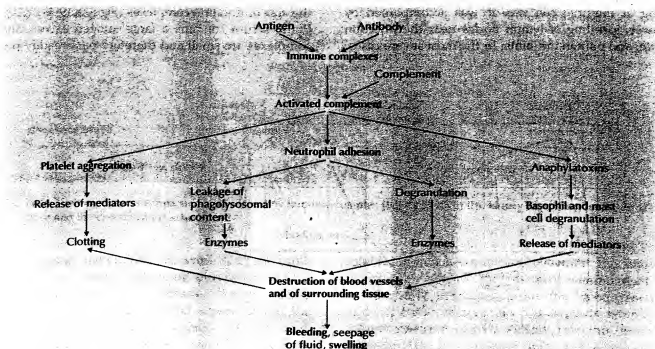 Antigen Antibody
Immune complexes
Complement
Activated complement
Neutrophil adhesion
Platelet aggregation Anaphylatoxins
Leakage of
phagolysosomal
content
Degranulation
Release of mediators
Basophil and mast
cell degranulation
Clotting Enzymes Enzymes Release of mediators
Destruction of blood vessels
and of surrounding tissue
Bleeding, seepage
of fluid, swelling